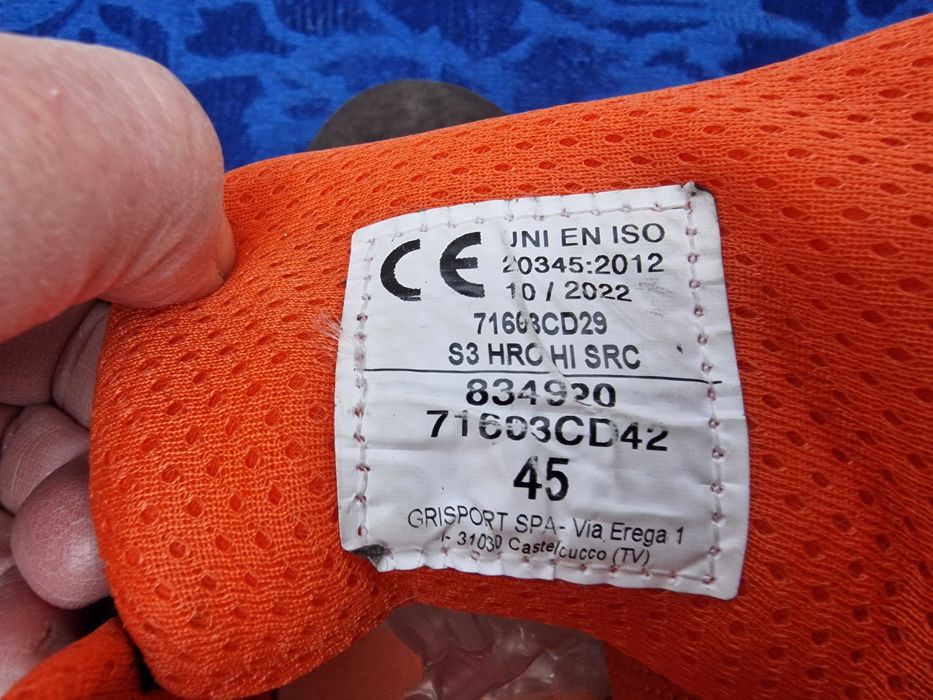 CE UNI EN ISO
20345:2012
10 / 2022
71603CD29
S3 HRO HI SRC
834920
71603CD42
45
GRISPORT SPA- Via Erega 1
I- 31030 Castelcucco (TV)